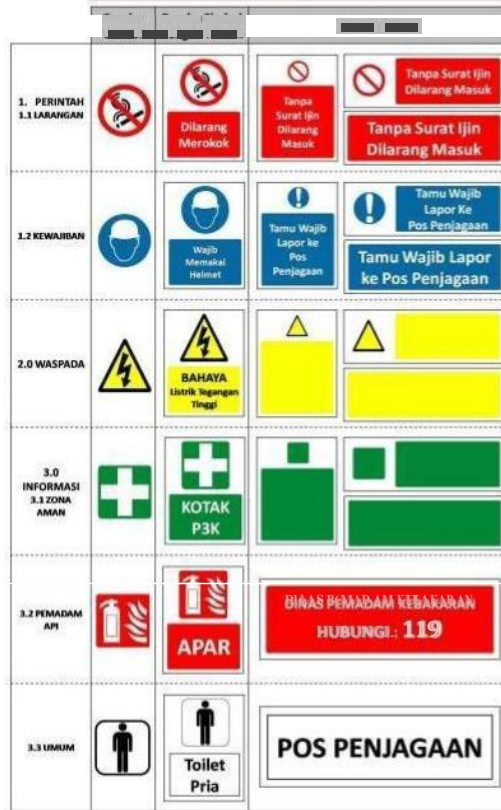 1. PERINTAH
1.1 LARANGAN
Dilarang
Merokok
Tanpa
Surat Ijin
Dilarang
Masuk
Tanpa Surat Ijin
Dilarang Masuk
Tanpa Surat Ijin
Dilarang Masuk
1.2 KEWAJIBAN
Wajib
Memakai
Helmet
Tamu Wajib
Lapor ke
Pos
Penjagaan
Tamu Wajib
Lapor Ke
Pos Penjagaan
Tamu Wajib Lapor
ke Pos Penjagaan
2.0 WASPADA
BAHAYA
Listrik Tegangan
Tinggi
3.0
INFORMASI
3.1 ZONA
AMAN
KOTAK
P3K
3.2 PEMADAM
API
APAR
DINAS PEMADAM KEBAKARAN
HUBUNGI.: 119
3.3 UMUM
Toilet
Pria
POS PENJAGAAN